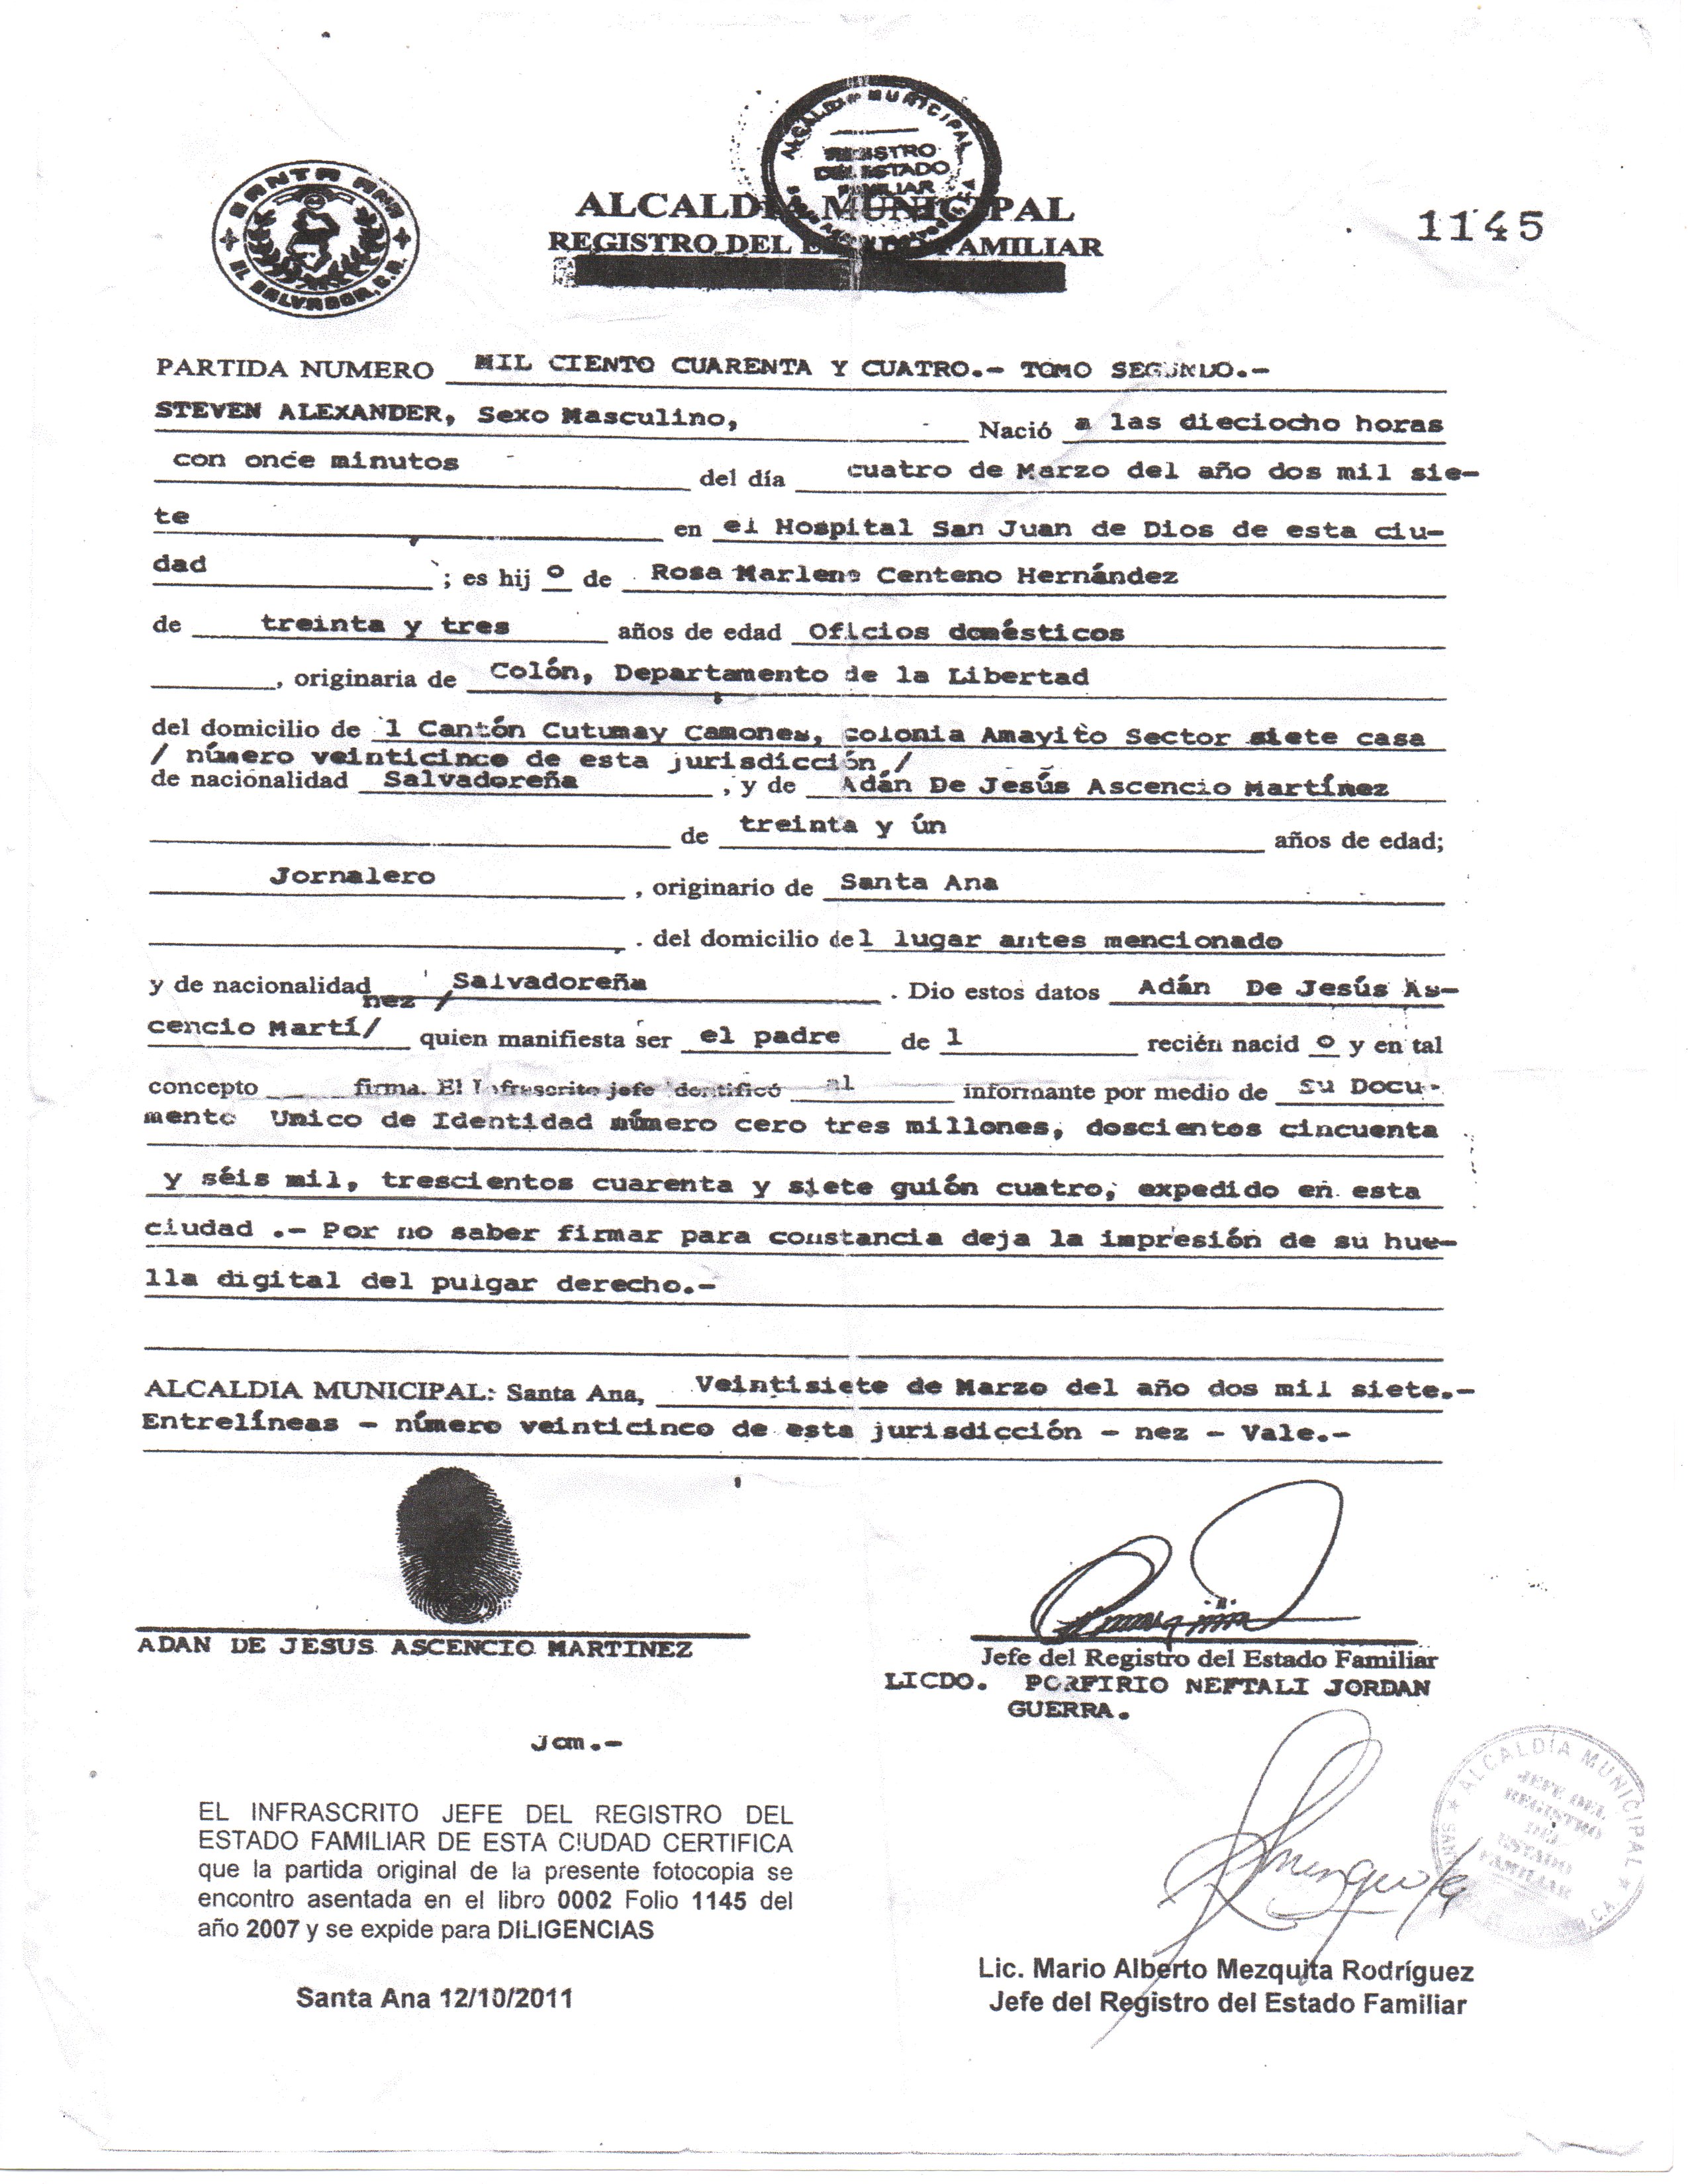 SANTA ANA
EL SALVADOR, C.A.
ALCALDIA MUNICIPAL
REGISTRO
DEL ESTADO
FAMILIAR
ALCALDIA MUNICIPAL
REGISTRO DEL ESTADO FAMILIAR
1145
PARTIDA NUMERO MIL CIENTO CUARENTA Y CUATRO.- TOMO SEGUNDO.-
STEVEN ALEXANDER, Sexo Masculino, Nació a las dieciocho horas
con once minutos del día cuatro de Marzo del año dos mil sie-
te en el Hospital San Juan de Dios de esta ciu-
dad ; es hij o de Rosa Marlene Centeno Hernández
de treinta y tres años de edad Oficios domésticos
, originaria de Colón, Departamento de la Libertad
del domicilio de l Cantón Cutumay Camones, colonia Amayito Sector siete casa
/ número veinticinco de esta jurisdicción /
de nacionalidad Salvadoreña , y de Adán De Jesús Ascencio Martínez
de treinta y ún años de edad;
Jornalero , originario de Santa Ana
. del domicilio del lugar antes mencionado
y de nacionalidad Salvadoreña . Dio estos datos Adán De Jesús As-
nez /
cencio Martí/ quien manifiesta ser el padre de l recién nacid o y en tal
concepto firma. El Infrascrito jefe identificó al informante por medio de su Docu-
mento Unico de Identidad número cero tres millones, doscientos cincuenta
y séis mil, trescientos cuarenta y siete guión cuatro, expedido en esta
ciudad .- Por no saber firmar para constancia deja la impresión de su hue-
lla digital del pulgar derecho.-
ALCALDIA MUNICIPAL: Santa Ana, Veintisiete de Marzo del año dos mil siete.-
Entrelíneas - número veinticinco de esta jurisdicción - nez - Vale.-
ADAN DE JESUS ASCENCIO MARTINEZ
Jefe del Registro del Estado Familiar
LICDO. PORFIRIO NEFTALI JORDAN
GUERRA.
Jcm.-
ALCALDÍA MUNICIPAL
JEFE DEL
REGISTRO
DEL
ESTADO
FAMILIAR
EL INFRASCRITO JEFE DEL REGISTRO DEL
ESTADO FAMILIAR DE ESTA CIUDAD CERTIFICA
que la partida original de la presente fotocopia se
encontro asentada en el libro 0002 Folio 1145 del
año 2007 y se expide para DILIGENCIAS
Santa Ana 12/10/2011
Lic. Mario Alberto Mezquita Rodríguez
Jefe del Registro del Estado Familiar